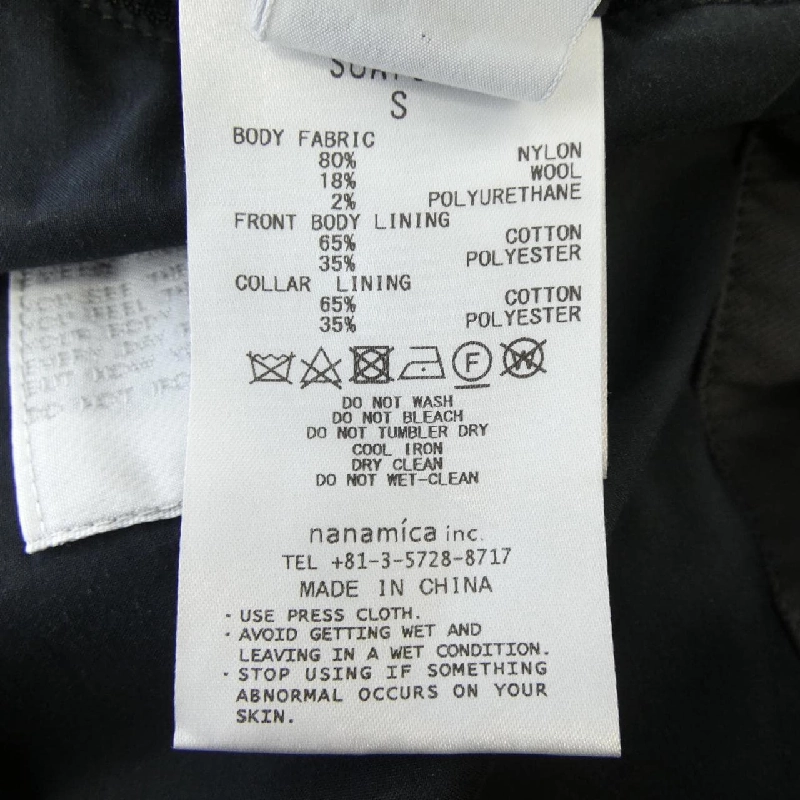 S
BODY FABRIC
80% NYLON
18% WOOL
2% POLYURETHANE
FRONT BODY LINING
65% COTTON
35% POLYESTER
COLLAR LINING
65% COTTON
35% POLYESTER
F
W
DO NOT WASH
DO NOT BLEACH
DO NOT TUMBLER DRY
COOL IRON
DRY CLEAN
DO NOT WET-CLEAN
nanamíca inc.
TEL +81-3-5728-8717
MADE IN CHINA
・USE PRESS CLOTH.
・AVOID GETTING WET AND
LEAVING IN A WET CONDITION.
・STOP USING IF SOMETHING
ABNORMAL OCCURS ON YOUR
SKIN.